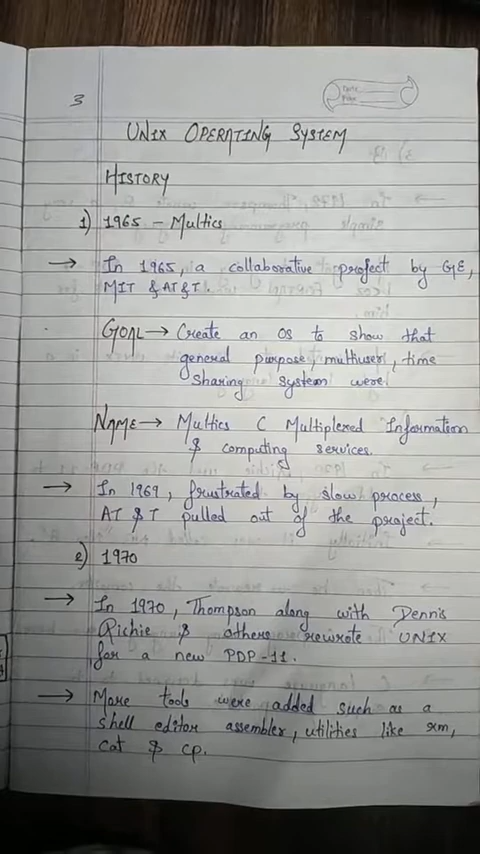 3
Date
Page
UNIX OPERATING SYSTEM
HISTORY
1) 1965 - Multics
→ In 1965, a collaborative project by GE,
MIT & AT&T.
GOAL → Create an OS to show that
general purpose, multiuser, time
sharing system were
NAME → Multics ( Multiplexed Information
& computing services.
→ In 1969, frustrated by slow process,
AT&T pulled out of the project.
2) 1970
→ In 1970, Thompson along with Dennis
Richie & others rewrote UNIX
for a new PDP-11.
→ More tools were added such as a
shell editor assembler, utilities like rm,
cat & cp.